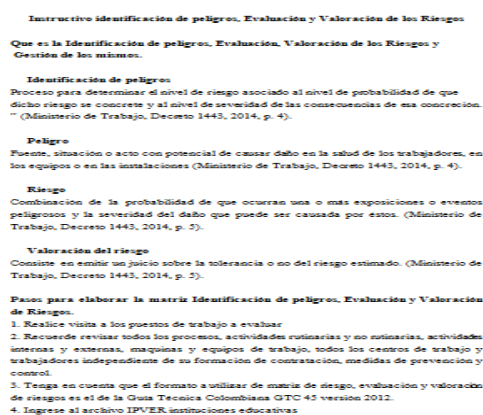 Instructivo identificación de peligros, Evaluación y Valoración de los Riesgos
Que es la Identificación de peligros, Evaluación, Valoración de los Riesgos y
Gestión de los mismos.
Identificación de peligros
Proceso para determinar el nivel de riesgo asociado al nivel de probabilidad de que
dicho riesgo se concrete y al nivel de severidad de las consecuencias de esa concreción.
" (Ministerio de Trabajo, Decreto 1443, 2014, p. 4).
Peligro
Fuente, situación o acto con potencial de causar daño en la salud de los trabajadores, en
los equipos o en las instalaciones (Ministerio de Trabajo, Decreto 1443, 2014, p. 4).
Riesgo
Combinación de la probabilidad de que ocurran una o más exposiciones o eventos
peligrosos y la severidad del daño que puede ser causada por éstos. (Ministerio de
Trabajo, Decreto 1443, 2014, p. 5).
Valoración del riesgo
Consiste en emitir un juicio sobre la tolerancia o no del riesgo estimado. (Ministerio de
Trabajo, Decreto 1443, 2014, p. 5).
Pasos para elaborar la matriz Identificación de peligros, Evaluación y Valoración
de Riesgos.
1. Realice visita a los puestos de trabajo a evaluar
2. Recuerde revisar todos los procesos, actividades rutinarias y no rutinarias, actividades
internas y externas, maquinas y equipos de trabajo, todos los centros de trabajo y
trabajadores independiente de su formación de contratación, medidas de prevención y
control.
3. Tenga en cuenta que el formato a utilizar de matriz de riesgo, evaluación y valoración
de riesgos es el de la Guía Técnica Colombiana GTC 45 versión 2012.
4. Ingrese al archivo IPVER instituciones educativas